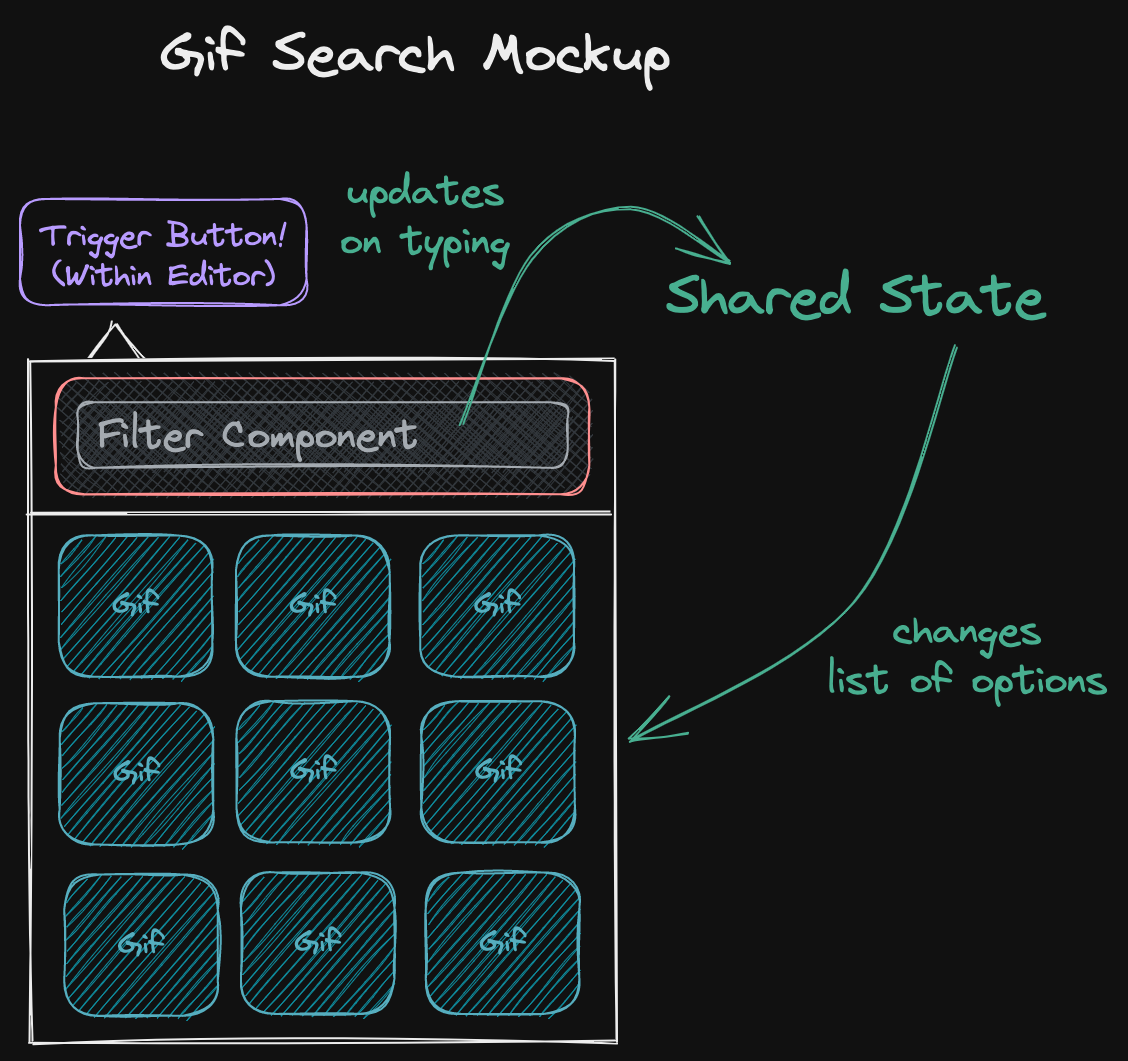 Gif Search Mockup
Trigger Button!
(Within Editor)
updates
on typing
Shared State
Filter Component
Gif Gif Gif
changes
list of options
Gif Gif Gif
Gif Gif Gif